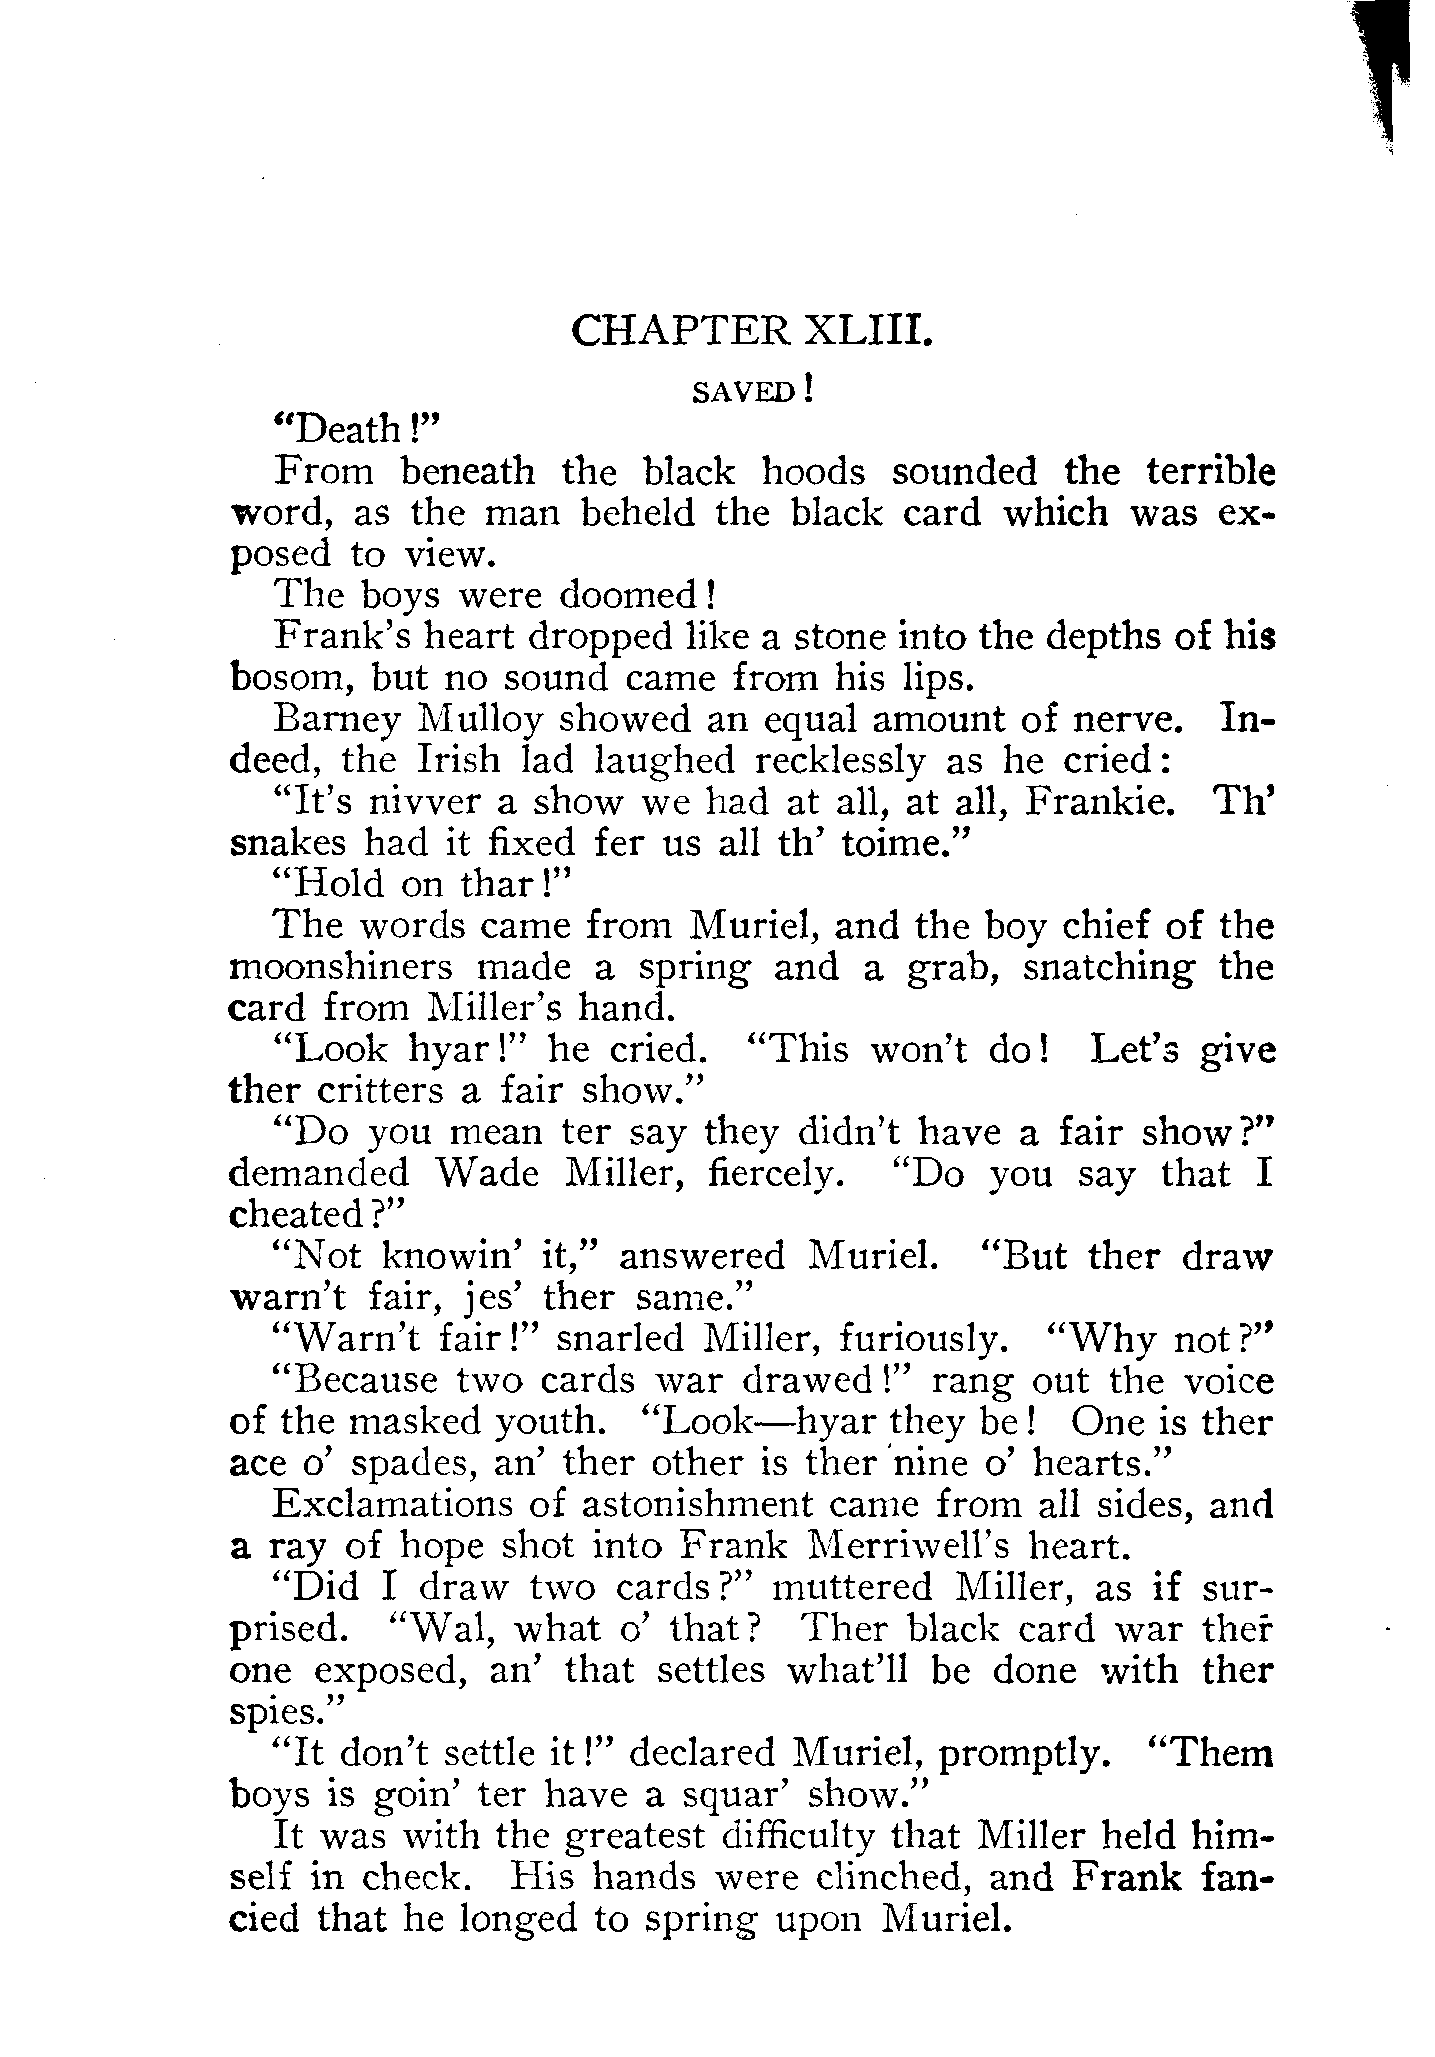 CHAPTER XLIII.
SAVED!
“Death!”
From beneath the black hoods sounded the terrible
word, as the man beheld the black card which was ex-
posed to view.
The boys were doomed!
Frank’s heart dropped like a stone into the depths of his
bosom, but no sound came from his lips.
Barney Mulloy showed an equal amount of nerve. In-
deed, the Irish lad laughed recklessly as he cried:
“It’s nivver a show we had at all, at all, Frankie. Th’
snakes had it fixed fer us all th’ toime.”
“Hold on thar!”
The words came from Muriel, and the boy chief of the
moonshiners made a spring and a grab, snatching the
card from Miller’s hand.
“Look hyar!” he cried. “This won’t do! Let’s give
ther critters a fair show.”
“Do you mean ter say they didn’t have a fair show?”
demanded Wade Miller, fiercely. “Do you say that I
cheated?”
“Not knowin’ it,” answered Muriel. “But ther draw
warn’t fair, jes’ ther same.”
“Warn’t fair!” snarled Miller, furiously. “Why not?”
“Because two cards war drawed!” rang out the voice
of the masked youth. “Look—hyar they be! One is ther
ace o’ spades, an’ ther other is ther nine o’ hearts.”
Exclamations of astonishment came from all sides, and
a ray of hope shot into Frank Merriwell’s heart.
“Did I draw two cards?” muttered Miller, as if sur-
prised. “Wal, what o’ that? Ther black card war ther
one exposed, an’ that settles what’ll be done with ther
spies.”
“It don’t settle it!” declared Muriel, promptly. “Them
boys is goin’ ter have a squar’ show.”
It was with the greatest difficulty that Miller held him-
self in check. His hands were clinched, and Frank fan-
cied that he longed to spring upon Muriel.